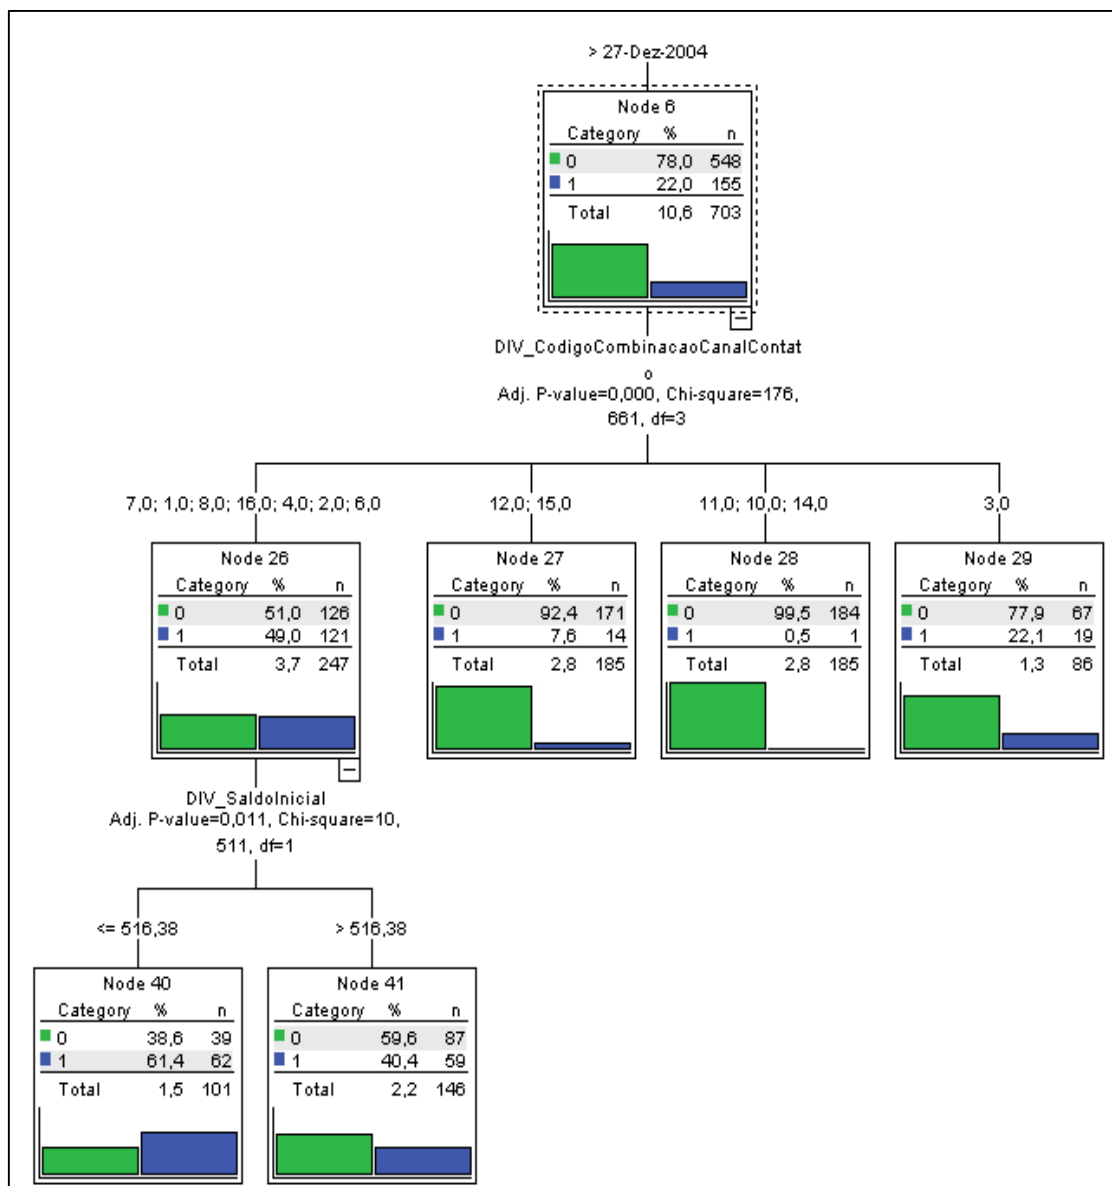 > 27-Dez-2004
Node 6
Category % n
0 78,0 548
1 22,0 155
Total 10,6 703
DIV_CodigoCombinacaoCanalContat
o
Adj. P-value=0,000, Chi-square=176,
661, df=3
7,0; 1,0; 8,0; 16,0; 4,0; 2,0; 6,0
12,0; 15,0
11,0; 10,0; 14,0
3,0
Node 26
Category % n
0 51,0 126
1 49,0 121
Total 3,7 247
Node 27
Category % n
0 92,4 171
1 7,6 14
Total 2,8 185
Node 28
Category % n
0 99,5 184
1 0,5 1
Total 2,8 185
Node 29
Category % n
0 77,9 67
1 22,1 19
Total 1,3 86
DIV_SaldoInicial
Adj. P-value=0,011, Chi-square=10,
511, df=1
<= 516,38
> 516,38
Node 40
Category % n
0 38,6 39
1 61,4 62
Total 1,5 101
Node 41
Category % n
0 59,6 87
1 40,4 59
Total 2,2 146